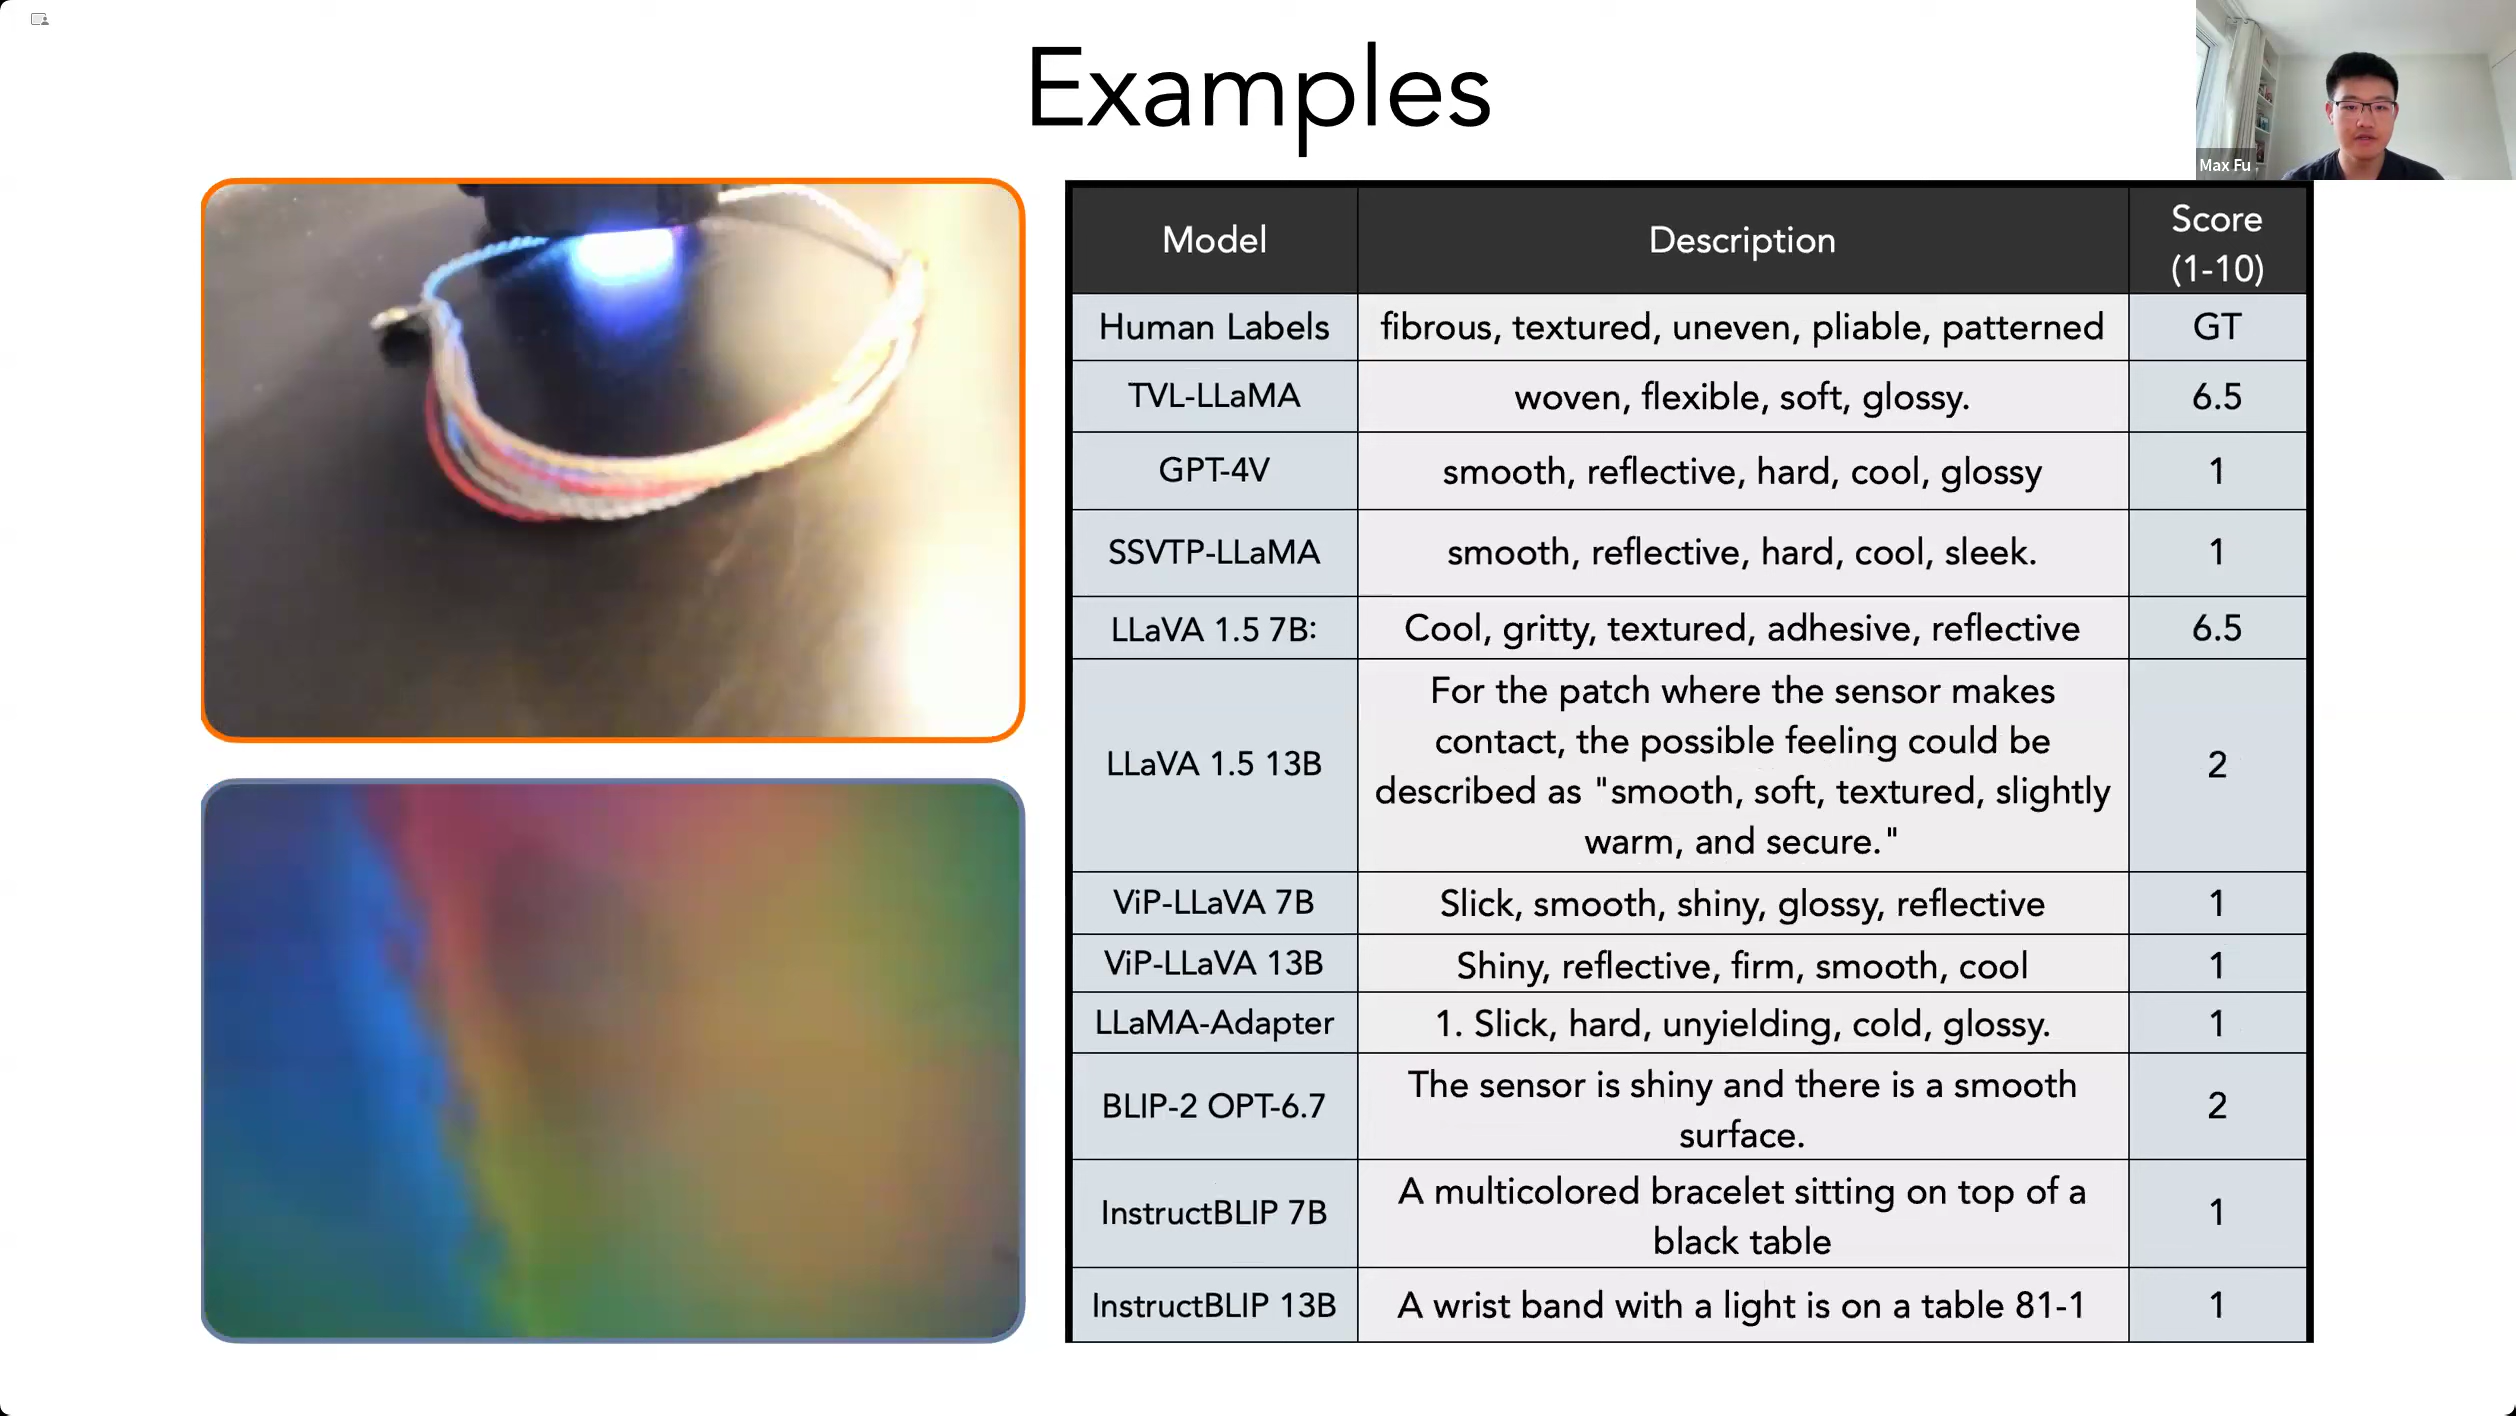 Examples
Max Fu
Model Description Score
(1-10)
Human Labels fibrous, textured, uneven, pliable, patterned GT
TVL-LLaMA woven, flexible, soft, glossy. 6.5
GPT-4V smooth, reflective, hard, cool, glossy 1
SSVTP-LLaMA smooth, reflective, hard, cool, sleek. 1
LLaVA 1.5 7B: Cool, gritty, textured, adhesive, reflective 6.5
LLaVA 1.5 13B For the patch where the sensor makes
contact, the possible feeling could be
described as "smooth, soft, textured, slightly
warm, and secure." 2
ViP-LLaVA 7B Slick, smooth, shiny, glossy, reflective 1
ViP-LLaVA 13B Shiny, reflective, firm, smooth, cool 1
LLaMA-Adapter 1. Slick, hard, unyielding, cold, glossy. 1
BLIP-2 OPT-6.7 The sensor is shiny and there is a smooth
surface. 2
InstructBLIP 7B A multicolored bracelet sitting on top of a
black table 1
InstructBLIP 13B A wrist band with a light is on a table 81-1 1